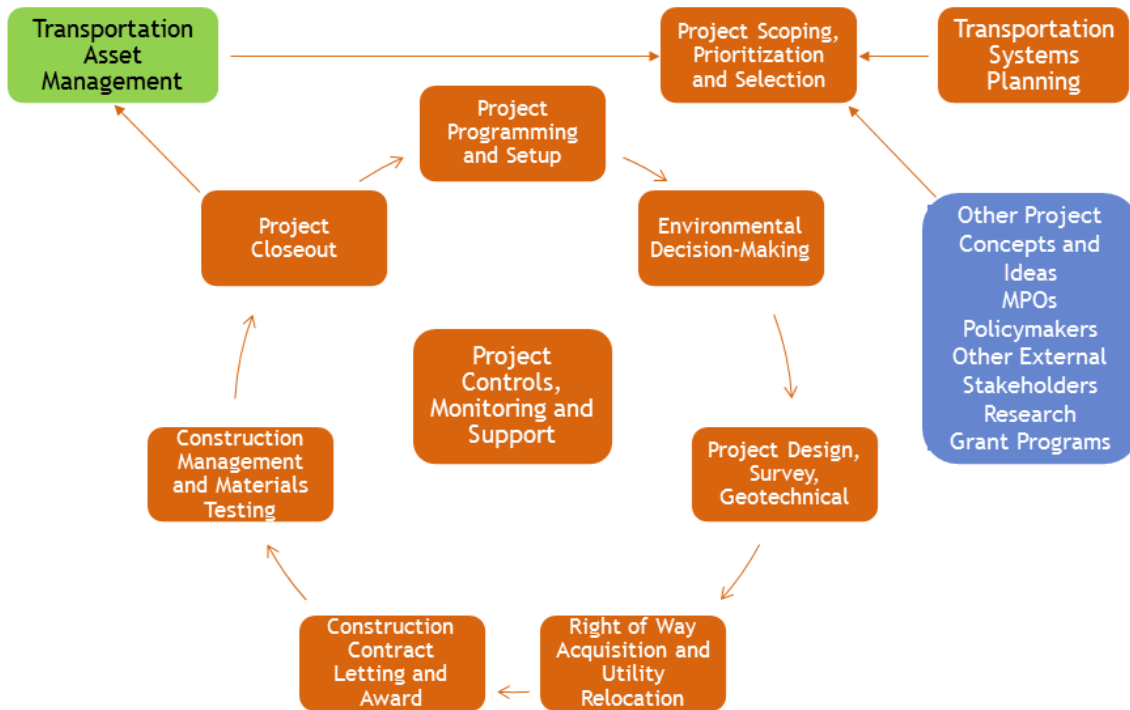 Transportation
Asset
Management
Project Scoping,
Prioritization
and Selection
Transportation
Systems
Planning
Project
Programming
and Setup
Project
Closeout
Environmental
Decision-Making
Other Project
Concepts and
Ideas
MPOs
Policymakers
Other External
Stakeholders
Research
Grant Programs
Project
Controls,
Monitoring and
Support
Construction
Management
and Materials
Testing
Project Design,
Survey,
Geotechnical
Construction
Contract
Letting and
Award
Right of Way
Acquisition and
Utility
Relocation